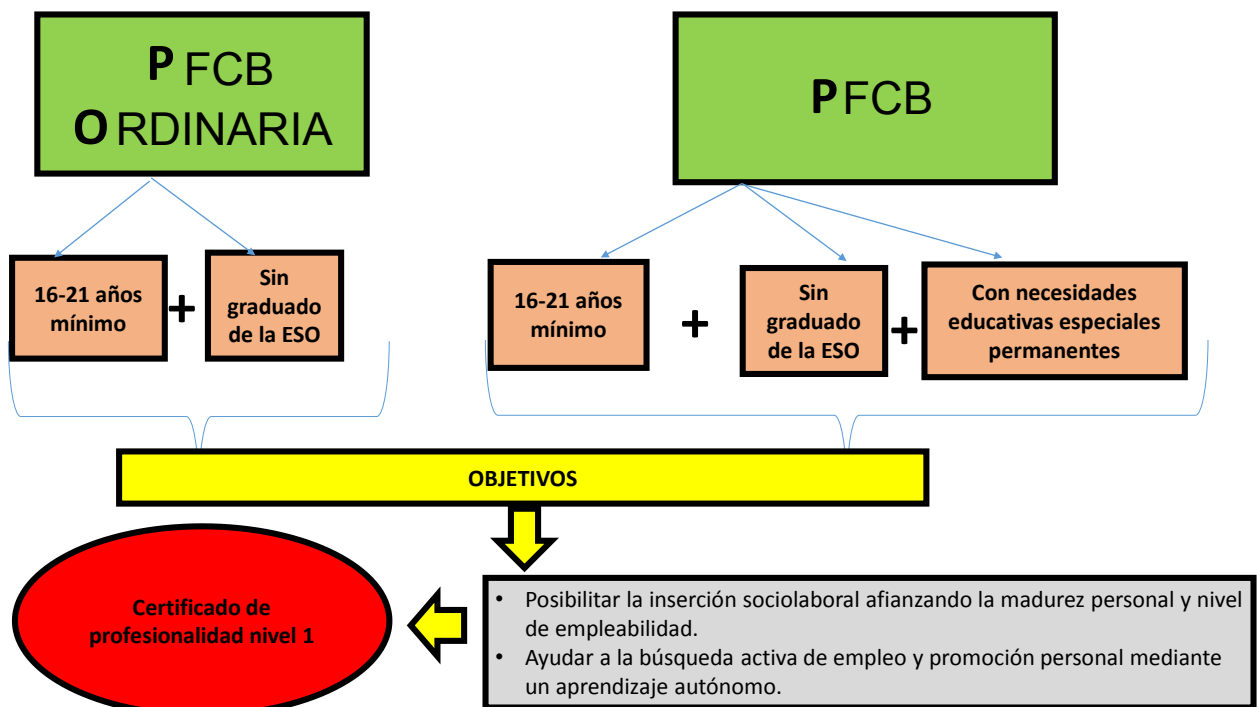 P FCB
O RDINARIA
P FCB
16-21 años
mínimo
+
Sin
graduado
de la ESO
16-21 años
mínimo
+
Sin
graduado
de la ESO
+
Con necesidades
educativas especiales
permanentes
OBJETIVOS
Certificado de
profesionalidad nivel 1
• Posibilitar la inserción sociolaboral afianzando la madurez personal y nivel
de empleabilidad.
• Ayudar a la búsqueda activa de empleo y promoción personal mediante
un aprendizaje autónomo.